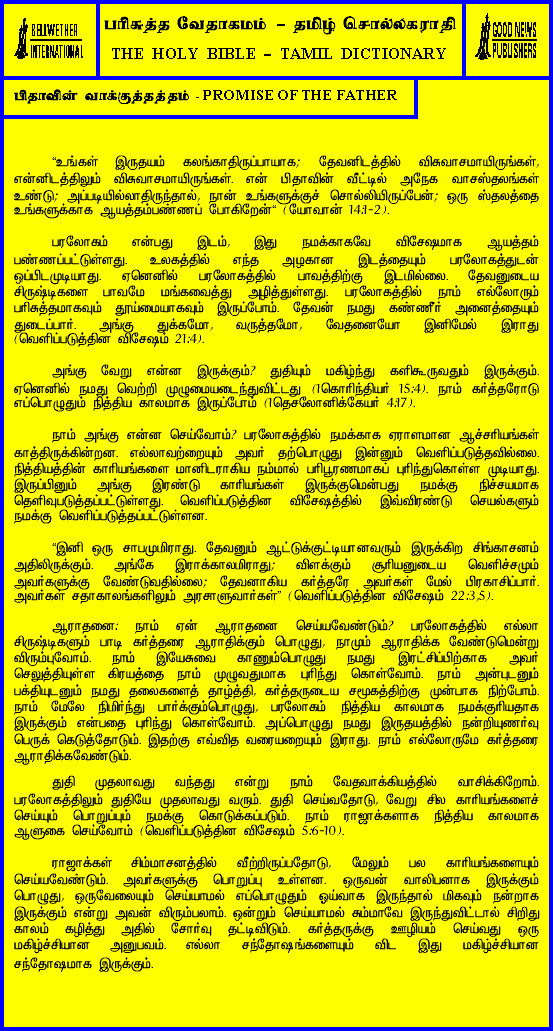 BELLWETHER
INTERNATIONAL
பரிசுத்த வேதாகமம் – தமிழ் சொல்லகராதி
THE HOLY BIBLE – TAMIL DICTIONARY
GOOD NEWS
PUBLISHERS
பிதாவின் வாக்குத்தத்தம் - PROMISE OF THE FATHER
“உங்கள் இருதயம் கலங்காதிருப்பாயாக; தேவனிடத்தில் விசுவாசமாயிருங்கள்,
என்னிடத்திலும் விசுவாசமாயிருங்கள். என் பிதாவின் வீட்டில் அநேக வாசஸ்தலங்கள்
உண்டு; அப்படியில்லாதிருந்தால், நான் உங்களுக்குச் சொல்லியிருப்பேன்; ஒரு ஸ்தலத்தை
உங்களுக்காக ஆயத்தம்பண்ணப் போகிறேன்“ (யோவான் 14:1-2).
பரலோகம் என்பது இடம், இது நமக்காகவே விசேஷமாக ஆயத்தம்
பண்ணப்பட்டுள்ளது. உலகத்தில் எந்த அழகான இடத்தையும் பரலோகத்துடன்
ஒப்பிடமுடியாது. ஏனெனில் பரலோகத்தில் பாவத்திற்கு இடமில்லை. தேவனுடைய
சிருஷ்டிகளை பாவமே மங்கவைத்து அழித்துள்ளது. பரலோகத்தில் நாம் எல்லோரும்
பரிசுத்தமாகவும் தூய்மையாகவும் இருப்போம். தேவன் நமது கண்ணீர் அனைத்தையும்
துடைப்பார். அங்கு துக்கமோ, வருத்தமோ, வேதனையோ இனிமேல் இராது
(வெளிப்படுத்தின விசேஷம் 21:4).
அங்கு வேறு என்ன இருக்கும்? துதியும் மகிழ்ந்து களிகூருவதும் இருக்கும்.
ஏனெனில் நமது வெற்றி முழுமையடைந்துவிட்டது (1கொரிந்தியர் 15:4). நாம் கர்த்தரோடு
எப்பொழுதும் நித்திய காலமாக இருப்போம் (1தெசலோனிக்கேயர் 4:17).
நாம் அங்கு என்ன செய்வோம்? பரலோகத்தில் நமக்காக ஏராளமான ஆச்சரியங்கள்
காத்திருக்கின்றன. எல்லாவற்றையும் அவர் தற்பொழுது இன்னும் வெளிப்படுத்தவில்லை.
நித்தியத்தின் காரியங்களை மானிடராகிய நம்மால் பரிபூரணமாகப் புரிந்துகொள்ள முடியாது.
இருப்பினும் அங்கு இரண்டு காரியங்கள் இருக்குமென்பது நமக்கு நிச்சயமாக
தெளிவுபடுத்தப்பட்டுள்ளது. வெளிப்படுத்தின விசேஷத்தில் இவ்விரண்டு செயல்களும்
நமக்கு வெளிப்படுத்தப்பட்டுள்ளன.
“இனி ஒரு சாபமுமிராது. தேவனும் ஆட்டுக்குட்டியானவரும் இருக்கிற சிங்காசனம்
அதிலிருக்கும். அங்கே இராக்காலமிராது; விளக்கும் சூரியனுடைய வெளிச்சமும்
அவர்களுக்கு வேண்டுவதில்லை; தேவனாகிய கர்த்தரே அவர்கள் மேல் பிரகாசிப்பார்.
அவர்கள் சதாகாலங்களிலும் அரசாளுவார்கள்” (வெளிப்படுத்தின விசேஷம் 22:3,5).
ஆராதனை: நாம் ஏன் ஆராதனை செய்யவேண்டும்? பரலோகத்தில் எல்லா
சிருஷ்டிகளும் பாடி கர்த்தரை ஆராதிக்கும் பொழுது, நாமும் ஆராதிக்க வேண்டுமென்று
விரும்புவோம். நாம் இயேசுவை காணும்பொழுது நமது இரட்சிப்பிற்காக அவர்
செலுத்தியுள்ள கிரயத்தை நாம் முழுவதுமாக புரிந்து கொள்வோம். நாம் அன்புடனும்
பக்தியுடனும் நமது தலைகளைத் தாழ்த்தி, கர்த்தருடைய சமூகத்திற்கு முன்பாக நிற்போம்.
நாம் மேலே நிமிர்ந்து பார்க்கும்பொழுது, பரலோகம் நித்திய காலமாக நமக்குரியதாக
இருக்கும் என்பதை புரிந்து கொள்வோம். அப்பொழுது நமது இருதயத்தில் நன்றியுணர்வு
பெருக் கெடுத்தோடும். இதற்கு எவ்வித வரையறையும் இராது. நாம் எல்லோருமே கர்த்தரை
ஆராதிக்கவேண்டும்.
துதி முதலாவது வந்தது என்று நாம் வேதவாக்கியத்தில் வாசிக்கிறோம்.
பரலோகத்திலும் துதியே முதலாவது வரும். துதி செய்வதோடு, வேறு சில காரியங்களைச்
செய்யும் பொறுப்பும் நமக்கு கொடுக்கப்படும். நாம் ராஜாக்களாக நித்திய காலமாக
ஆளுகை செய்வோம் (வெளிப்படுத்தின விசேஷம் 5:6-10).
ராஜாக்கள் சிம்மாசனத்தில் வீற்றிருப்பதோடு, மேலும் பல காரியங்களையும்
செய்யவேண்டும். அவர்களுக்கு பொறுப்பு உள்ளன. ஒருவன் வாலிபனாக இருக்கும்
பொழுது, ஒருவேலையும் செய்யாமல் எப்பொழுதும் ஓய்வாக இருந்தால் மிகவும் நன்றாக
இருக்கும் என்று அவன் விரும்பலாம். ஒன்றும் செய்யாமல் சும்மாவே இருந்துவிட்டால் சிறிது
காலம் கழித்து அதில் சோர்வு தட்டிவிடும். கர்த்தருக்கு ஊழியம் செய்வது ஒரு
மகிழ்ச்சியான அனுபவம். எல்லா சந்தோஷங்களையும் விட இது மகிழ்ச்சியான
சந்தோஷமாக இருக்கும்.